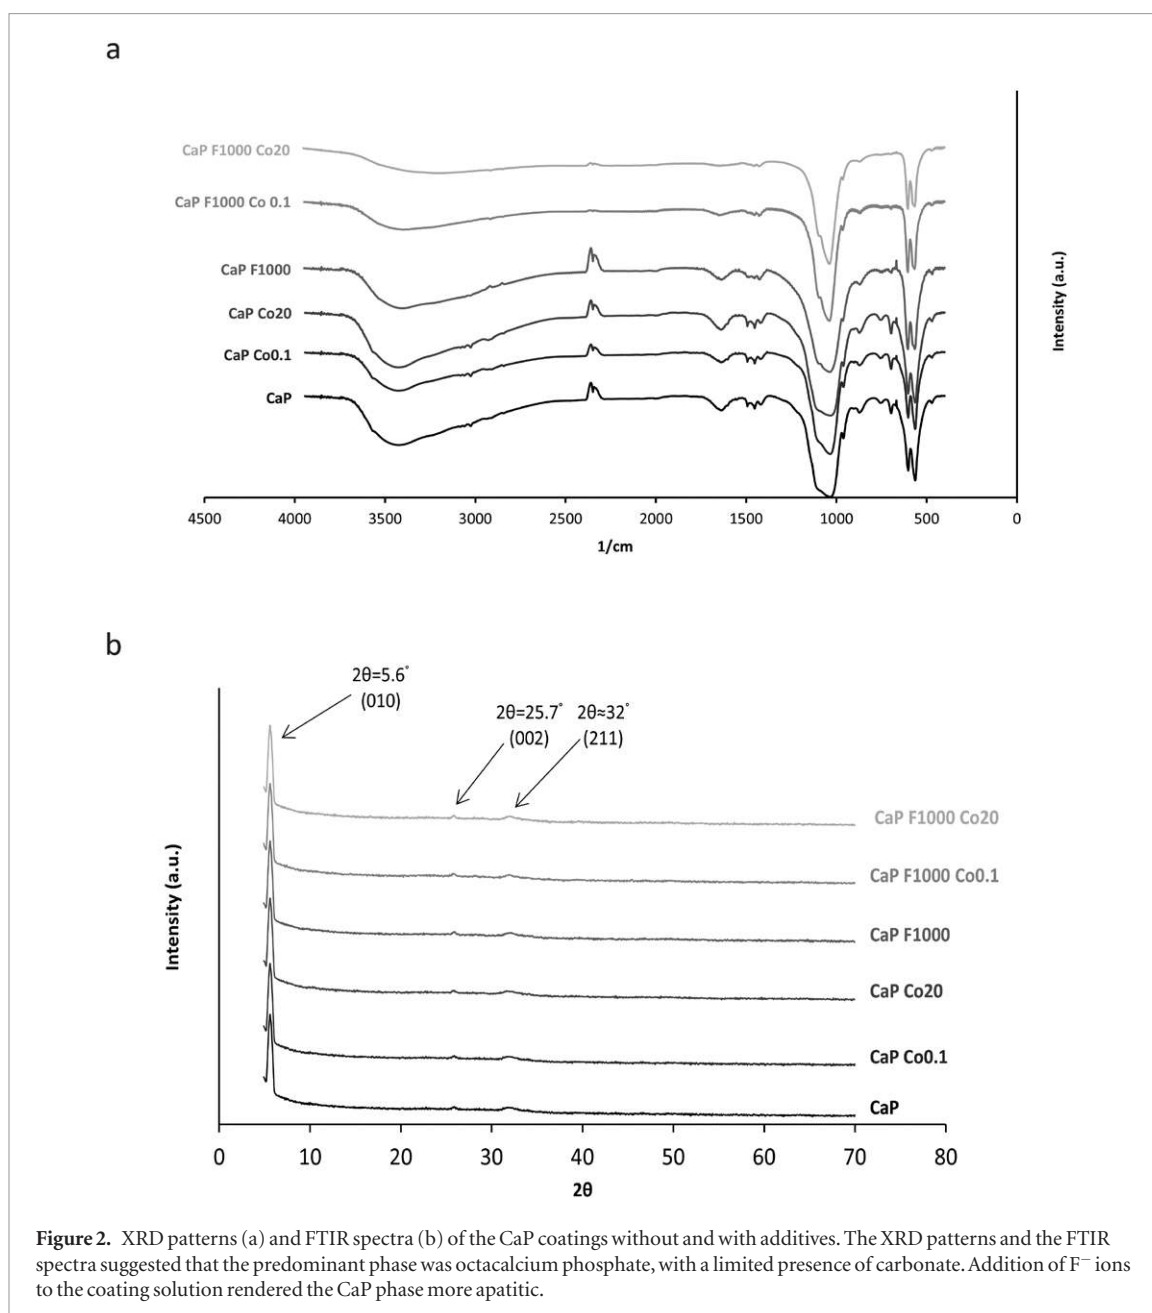 a
CaP F1000 Co20
CaP F1000 Co 0.1
CaP F1000
CaP Co20
CaP Co0.1
CaP
Intensity (a.u.)
4500 4000 3500 3000 2500 2000 1500 1000 500 0
1/cm
b
2θ=5.6°
(010)
2θ=25.7° 2θ≈32°
(002) (211)
CaP F1000 Co20
CaP F1000 Co0.1
CaP F1000
CaP Co20
CaP Co0.1
CaP
Intensity (a.u.)
0 10 20 30 40 50 60 70 80
2θ
Figure 2. XRD patterns (a) and FTIR spectra (b) of the CaP coatings without and with additives. The XRD patterns and the FTIR
spectra suggested that the predominant phase was octacalcium phosphate, with a limited presence of carbonate. Addition of F⁻ ions
to the coating solution rendered the CaP phase more apatitic.